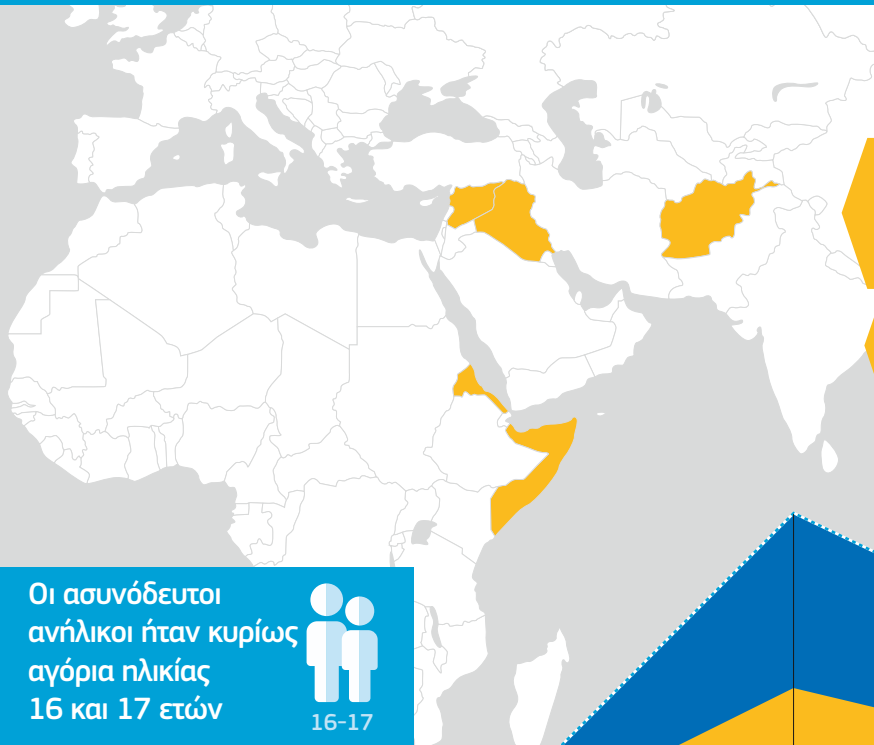 Οι ασυνόδευτοι
ανήλικοι ήταν κυρίως
αγόρια ηλικίας
16 και 17 ετών
16-17